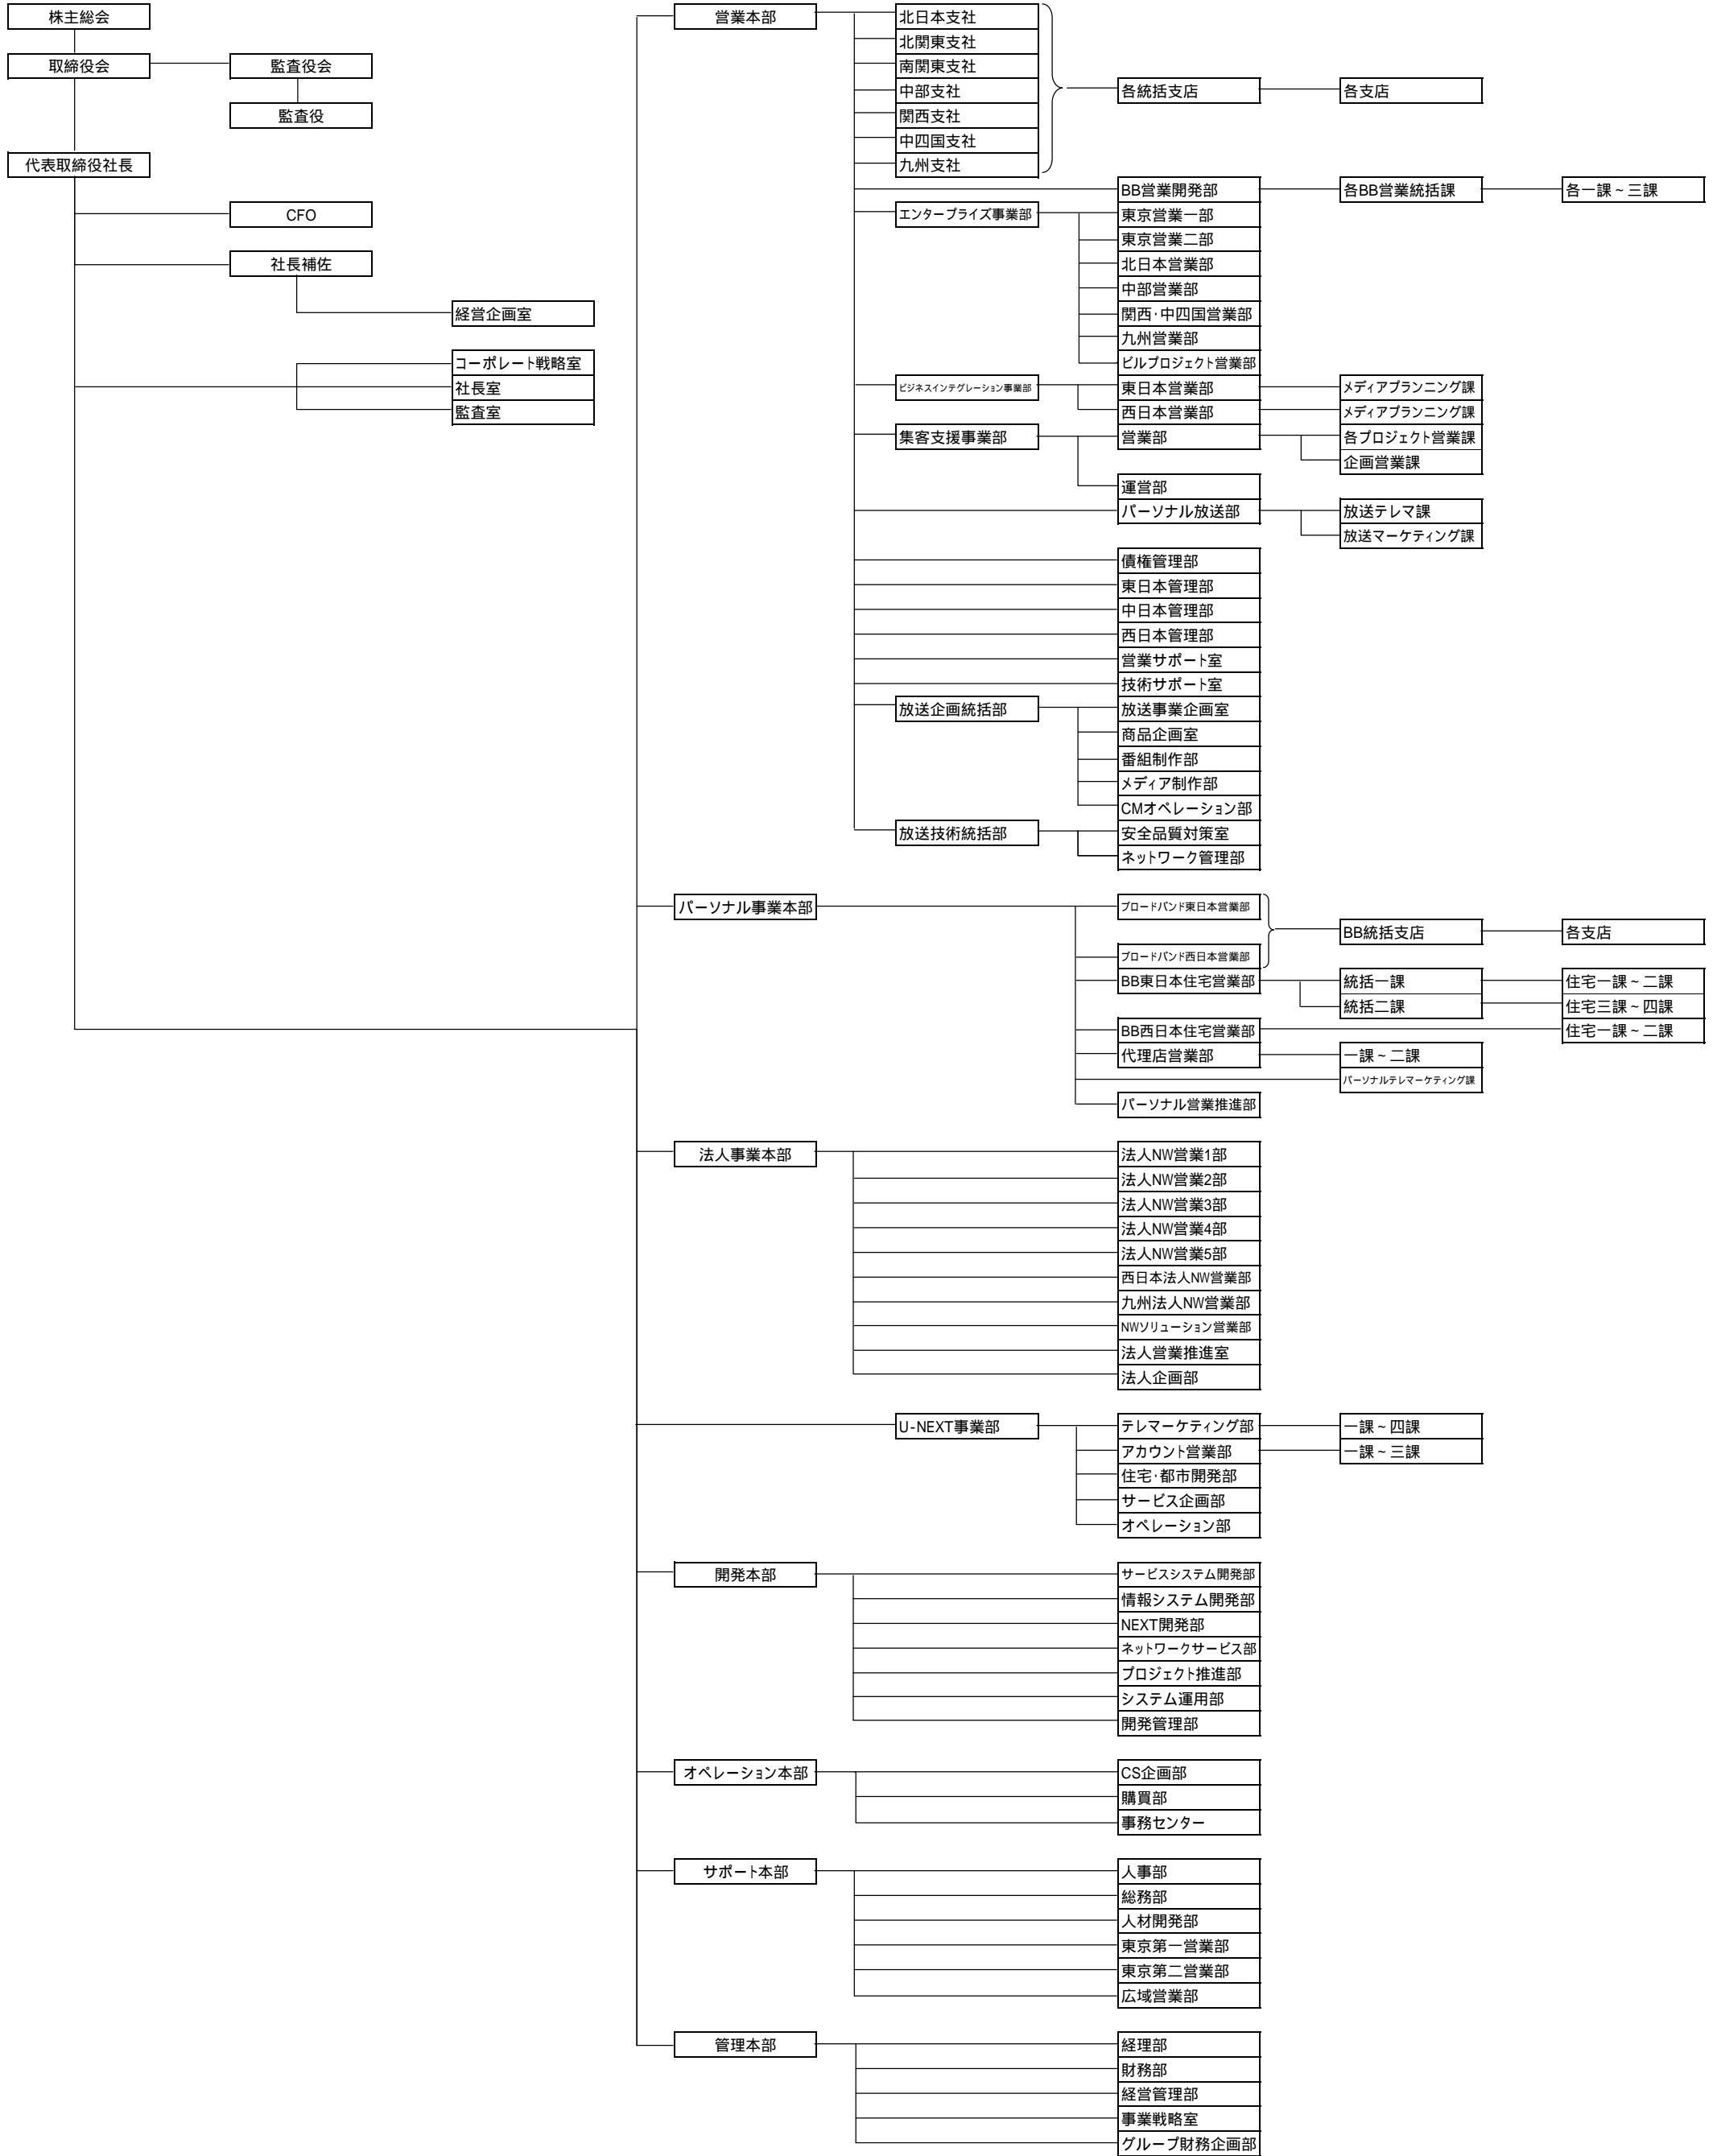 株主総会
取締役会
監査役会
監査役
代表取締役社長
CFO
社長補佐
経営企画室
コーポレート戦略室
社長室
監査室
営業本部
北日本支社
北関東支社
南関東支社
中部支社
関西支社
中四国支社
九州支社
各統括支店
各支店
BB営業開発部
各BB営業統括課
各一課～三課
エンタープライズ事業部
東京営業一部
東京営業二部
北日本営業部
中部営業部
関西・中四国営業部
九州営業部
ビルプロジェクト営業部
ビジネスインテグレーション事業部
東日本営業部
メディアプランニング課
西日本営業部
メディアプランニング課
集客支援事業部
営業部
各プロジェクト営業課
企画営業課
運営部
パーソナル放送部
放送テレマ課
放送マーケティング課
債権管理部
東日本管理部
中日本管理部
西日本管理部
営業サポート室
技術サポート室
放送企画統括部
放送事業企画室
商品企画室
番組制作部
メディア制作部
CMオペレーション部
放送技術統括部
安全品質対策室
ネットワーク管理部
パーソナル事業本部
ブロードバンド東日本営業部
BB統括支店
各支店
ブロードバンド西日本営業部
BB東日本住宅営業部
統括一課
住宅一課～二課
統括二課
住宅三課～四課
BB西日本住宅営業部
住宅一課～二課
代理店営業部
一課～二課
パーソナルテレマーケティング課
パーソナル営業推進部
法人事業本部
法人NW営業1部
法人NW営業2部
法人NW営業3部
法人NW営業4部
法人NW営業5部
西日本法人NW営業部
九州法人NW営業部
NWソリューション営業部
法人営業推進室
法人企画部
U-NEXT事業部
テレマーケティング部
一課～四課
アカウント営業部
一課～三課
住宅・都市開発部
サービス企画部
オペレーション部
開発本部
サービスシステム開発部
情報システム開発部
NEXT開発部
ネットワークサービス部
プロジェクト推進部
システム運用部
開発管理部
オペレーション本部
CS企画部
購買部
事務センター
サポート本部
人事部
総務部
人材開発部
東京第一営業部
東京第二営業部
広域営業部
管理本部
経理部
財務部
経営管理部
事業戦略室
グループ財務企画部